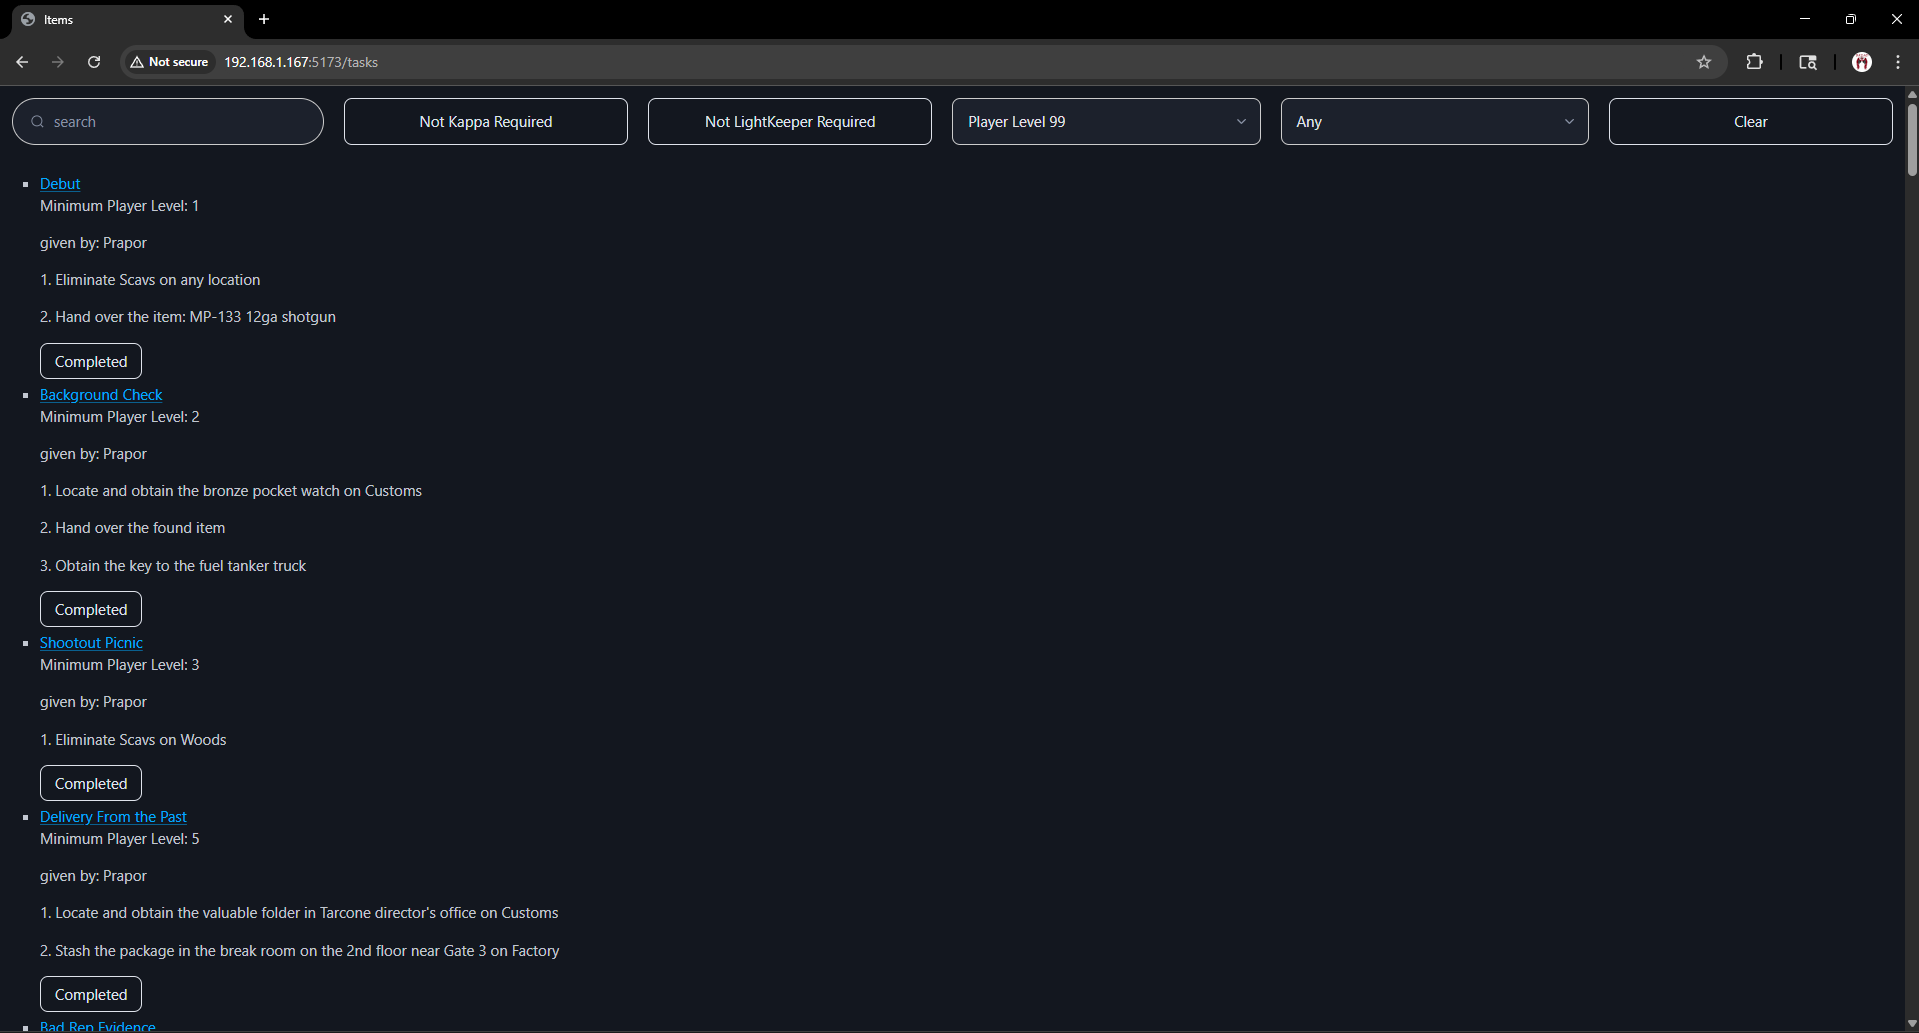 Items
Not secure
192.168.1.167:5173/tasks
search
Not Kappa Required
Not LightKeeper Required
Player Level 99
Any
Clear
Debut
Minimum Player Level: 1
given by: Prapor
1. Eliminate Scavs on any location
2. Hand over the item: MP-133 12ga shotgun
Completed
Background Check
Minimum Player Level: 2
given by: Prapor
1. Locate and obtain the bronze pocket watch on Customs
2. Hand over the found item
3. Obtain the key to the fuel tanker truck
Completed
Shootout Picnic
Minimum Player Level: 3
given by: Prapor
1. Eliminate Scavs on Woods
Completed
Delivery From the Past
Minimum Player Level: 5
given by: Prapor
1. Locate and obtain the valuable folder in Tarcone director's office on Customs
2. Stash the package in the break room on the 2nd floor near Gate 3 on Factory
Completed
Bad Rep Evidence